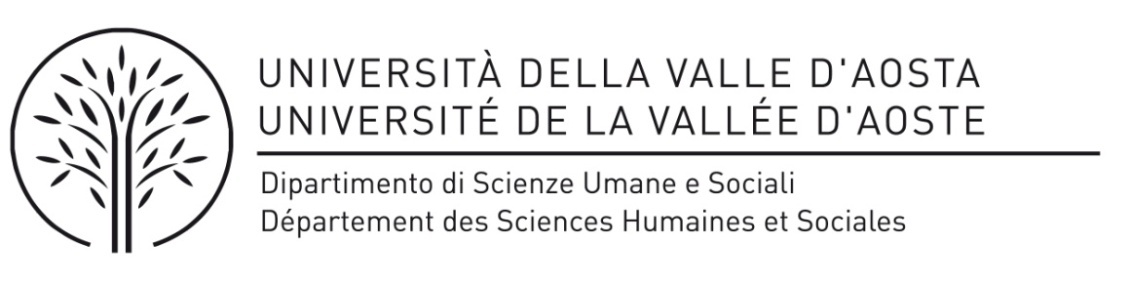 UNIVERSITÀ DELLA VALLE D'AOSTA
UNIVERSITÉ DE LA VALLÉE D'AOSTE
Dipartimento di Scienze Umane e Sociali
Département des Sciences Humaines et Sociales